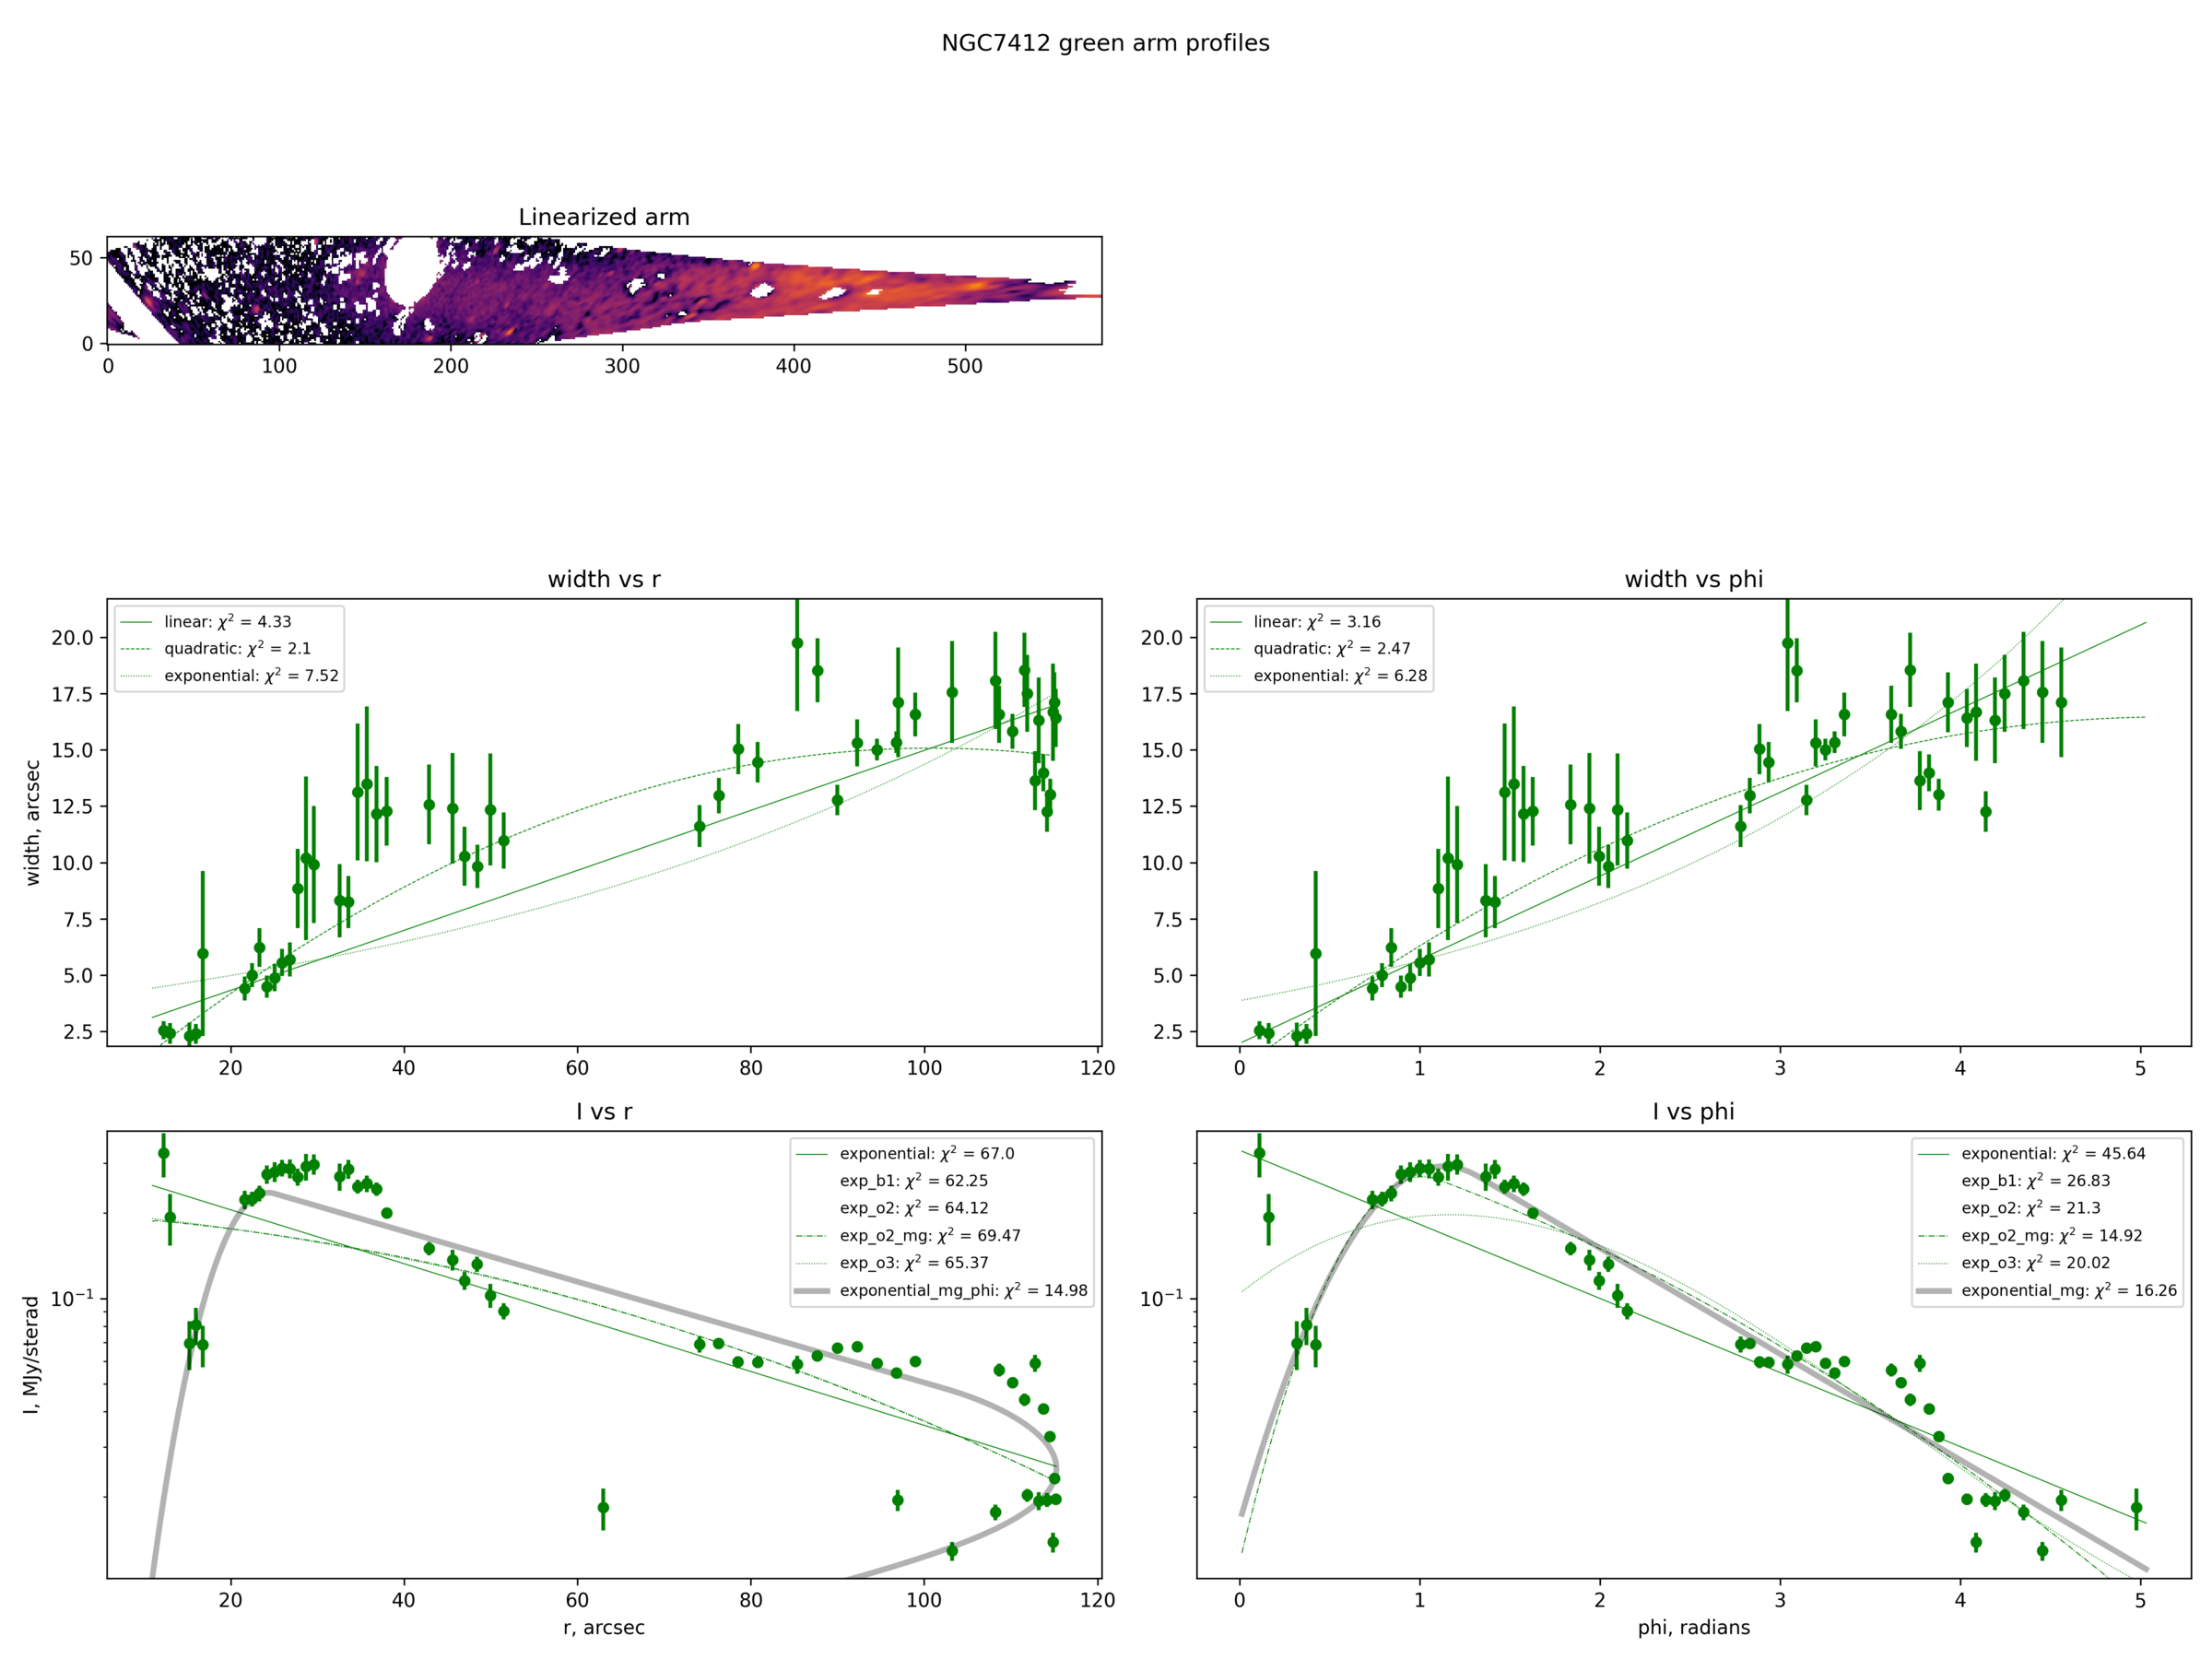 NGC7412 green arm profiles
Linearized arm
50
0
0 100 200 300 400 500
width vs r
linear: χ² = 4.33
quadratic: χ² = 2.1
exponential: χ² = 7.52
width, arcsec
20.0
17.5
15.0
12.5
10.0
7.5
5.0
2.5
20 40 60 80 100 120
width vs phi
linear: χ² = 3.16
quadratic: χ² = 2.47
exponential: χ² = 6.28
20.0
17.5
15.0
12.5
10.0
7.5
5.0
2.5
0 1 2 3 4 5
I vs r
exponential: χ² = 67.0
exp_b1: χ² = 62.25
exp_o2: χ² = 64.12
exp_o2_mg: χ² = 69.47
exp_o3: χ² = 65.37
exponential_mg_phi: χ² = 14.98
I, MJy/sterad
10⁻¹
20 40 60 80 100 120
r, arcsec
I vs phi
exponential: χ² = 45.64
exp_b1: χ² = 26.83
exp_o2: χ² = 21.3
exp_o2_mg: χ² = 14.92
exp_o3: χ² = 20.02
exponential_mg: χ² = 16.26
10⁻¹
0 1 2 3 4 5
phi, radians